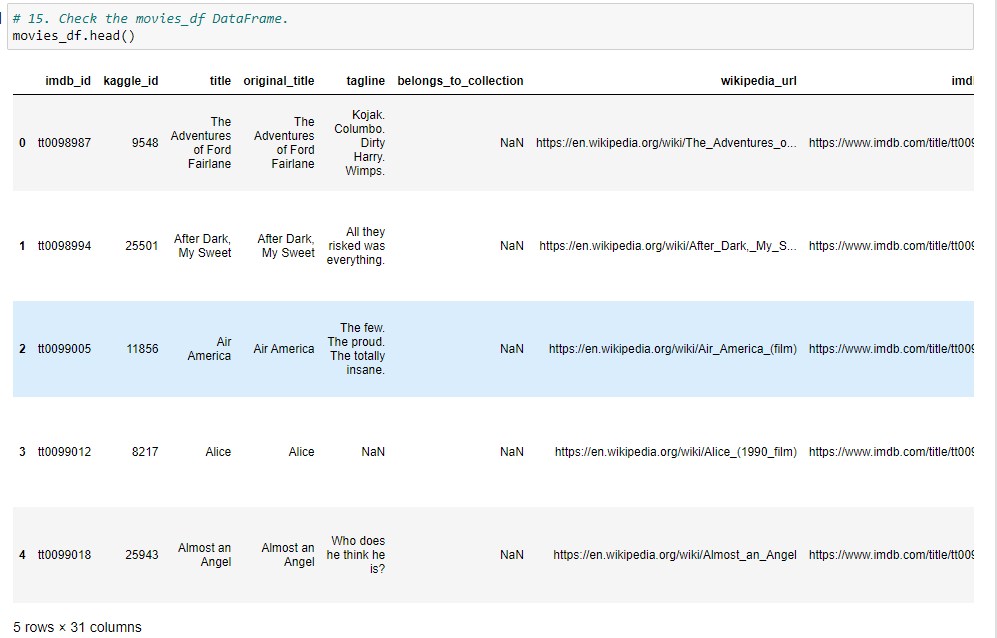 # 15. Check the movies_df DataFrame.
movies_df.head()
imdb_id kaggle_id title original_title tagline belongs_to_collection wikipedia_url imd
0 tt0098987 9548 The Adventures of Ford Fairlane The Adventures of Ford Fairlane Kojak. Columbo. Dirty Harry. Wimps. NaN https://en.wikipedia.org/wiki/The_Adventures_o... https://www.imdb.com/title/tt009
1 tt0098994 25501 After Dark, My Sweet After Dark, My Sweet All they risked was everything. NaN https://en.wikipedia.org/wiki/After_Dark,_My_S... https://www.imdb.com/title/tt009
2 tt0099005 11856 Air America Air America The few. The proud. The totally insane. NaN https://en.wikipedia.org/wiki/Air_America_(film) https://www.imdb.com/title/tt009
3 tt0099012 8217 Alice Alice NaN NaN https://en.wikipedia.org/wiki/Alice_(1990_film) https://www.imdb.com/title/tt009
4 tt0099018 25943 Almost an Angel Almost an Angel Who does he think he is? NaN https://en.wikipedia.org/wiki/Almost_an_Angel https://www.imdb.com/title/tt009
5 rows × 31 columns